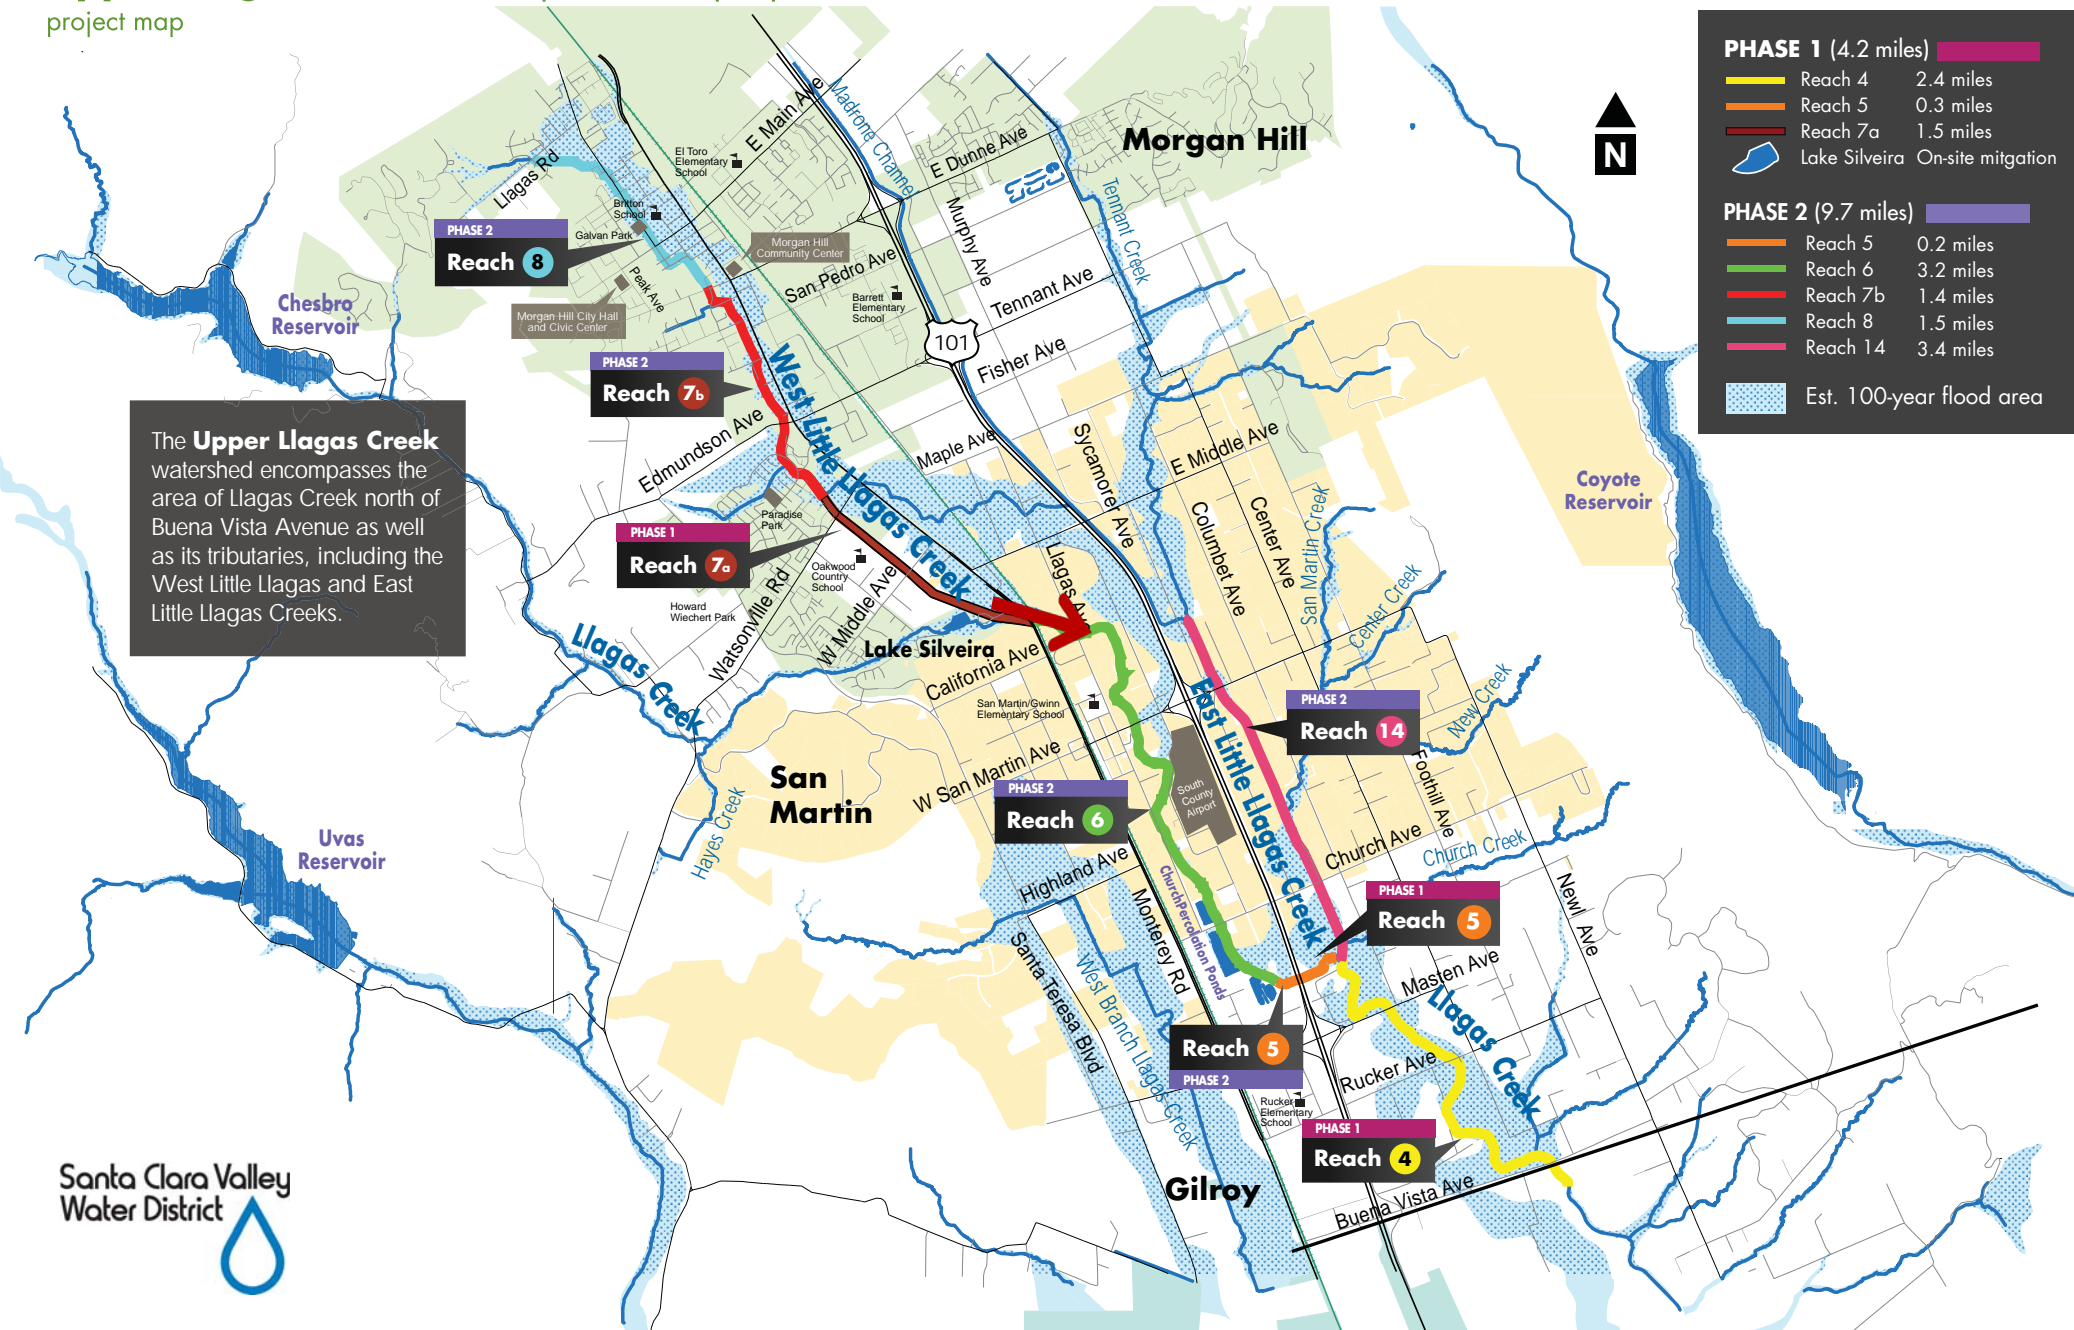 project map
PHASE 1 (4.2 miles)
Reach 4 2.4 miles
Reach 5 0.3 miles
Reach 7a 1.5 miles
Lake Silveira On-site mitgation
PHASE 2 (9.7 miles)
Reach 5 0.2 miles
Reach 6 3.2 miles
Reach 7b 1.4 miles
Reach 8 1.5 miles
Reach 14 3.4 miles
Est. 100-year flood area
N
Morgan Hill
E Main Ave
Madrone Channel
E Dunne Ave
El Toro
Elementary
School
Llagas Rd
Britton
School
Galvan Park
PHASE 2
Reach 8
Morgan Hill
Community Center
Murphy Ave
Tennant Creek
San Pedro Ave
Peak Ave
Tennant Ave
Barrett
Elementary
School
Morgan Hill City Hall
and Civic Center
Chesbro
Reservoir
101
Fisher Ave
PHASE 2
Reach 7b
West Little Llagas Creek
Edmundson Ave
Maple Ave
Sycamorer Ave
E Middle Ave
The Upper Llagas Creek
watershed encompasses the
area of Llagas Creek north of
Buena Vista Avenue as well
as its tributaries, including the
West Little Llagas and East
Little Llagas Creeks.
Coyote
Reservoir
Paradise
Park
PHASE 1
Reach 7a
Columbet Ave
Center Ave
San Martin Creek
Center Creek
Llagas Ave
Oakwood
Country
School
Howard
Wiechert Park
Watsonville Rd
W Middle Ave
Lake Silveira
Llagas Creek
California Ave
San Martin/Gwinn
Elementary School
East Little Llagas Creek
PHASE 2
Reach 14
Mew Creek
Foothill Ave
San
Martin
W San Martin Ave
South
County
Airport
PHASE 2
Reach 6
Hayes Creek
Uvas
Reservoir
Church Ave
Church Creek
Highland Ave
ChurchPercolation Ponds
Monterey Rd
PHASE 1
Reach 5
Newl Ave
Santa Teresa Blvd
West Branch Llagas Creek
Masten Ave
Llagas Creek
Reach 5
PHASE 2
Rucker Ave
Rucker
Elementary
School
PHASE 1
Reach 4
Gilroy
Buena Vista Ave
Santa Clara Valley
Water District